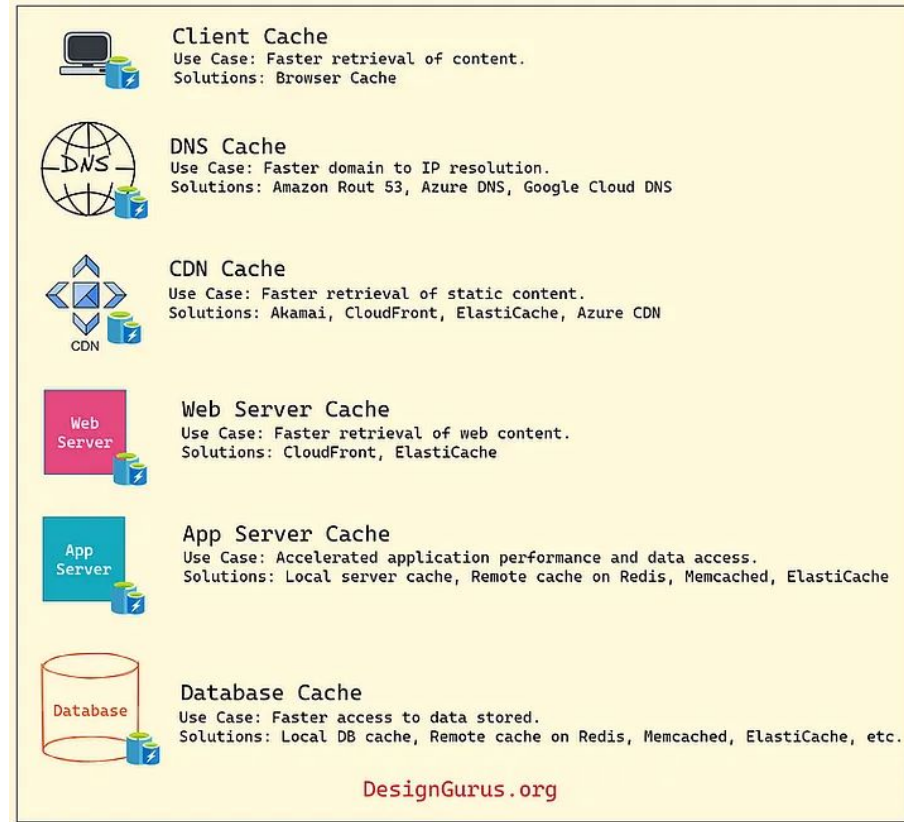 Client Cache
Use Case: Faster retrieval of content.
Solutions: Browser Cache
DNS
DNS Cache
Use Case: Faster domain to IP resolution.
Solutions: Amazon Rout 53, Azure DNS, Google Cloud DNS
CDN Cache
Use Case: Faster retrieval of static content.
Solutions: Akamai, CloudFront, ElastiCache, Azure CDN
CDN
Web Server Cache
Use Case: Faster retrieval of web content.
Solutions: CloudFront, ElastiCache
Web
Server
App Server Cache
Use Case: Accelerated application performance and data access.
Solutions: Local server cache, Remote cache on Redis, Memcached, ElastiCache
App
Server
Database Cache
Use Case: Faster access to data stored.
Solutions: Local DB cache, Remote cache on Redis, Memcached, ElastiCache, etc.
Database
DesignGurus.org